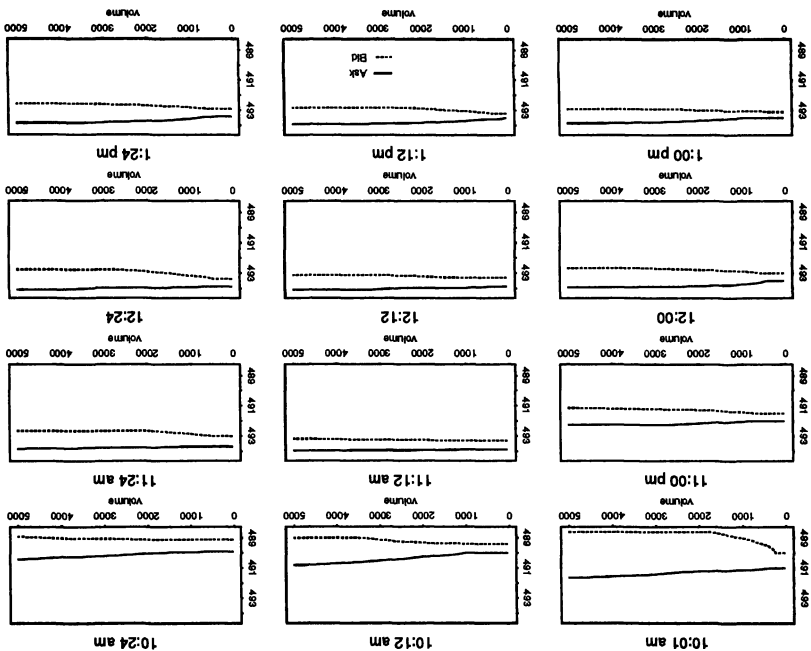 10:01 am 10:12 am 10:24 am
493 493 493
491 491 491
489 489 489
0 1000 2000 3000 4000 5000 0 1000 2000 3000 4000 5000 0 1000 2000 3000 4000 5000
volume volume volume
11:00 pm 11:12 am 11:24 am
493 493 493
491 491 491
489 489 489
0 1000 2000 3000 4000 5000 0 1000 2000 3000 4000 5000 0 1000 2000 3000 4000 5000
volume volume volume
12:00 12:12 12:24
493 493 493
491 491 491
489 489 489
0 1000 2000 3000 4000 5000 0 1000 2000 3000 4000 5000 0 1000 2000 3000 4000 5000
volume volume volume
1:00 pm 1:12 pm 1:24 pm
493 493 493
491 491 491
Ask
Bid
489 489 489
0 1000 2000 3000 4000 5000 0 1000 2000 3000 4000 5000 0 1000 2000 3000 4000 5000
volume volume volume